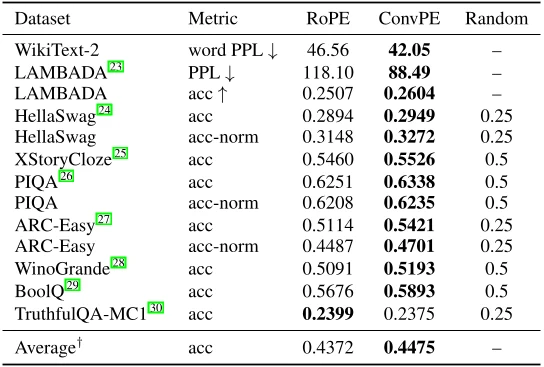 Dataset Metric RoPE ConvPE Random
WikiText-2 word PPL ↓ 46.56 42.05 –
LAMBADA23 PPL ↓ 118.10 88.49 –
LAMBADA acc ↑ 0.2507 0.2604 –
HellaSwag24 acc 0.2894 0.2949 0.25
HellaSwag acc-norm 0.3148 0.3272 0.25
XStoryCloze25 acc 0.5460 0.5526 0.5
PIQA26 acc 0.6251 0.6338 0.5
PIQA acc-norm 0.6208 0.6235 0.5
ARC-Easy27 acc 0.5114 0.5421 0.25
ARC-Easy acc-norm 0.4487 0.4701 0.25
WinoGrande28 acc 0.5091 0.5193 0.5
BoolQ29 acc 0.5676 0.5893 0.5
TruthfulQA-MC130 acc 0.2399 0.2375 0.25
Average† acc 0.4372 0.4475 –